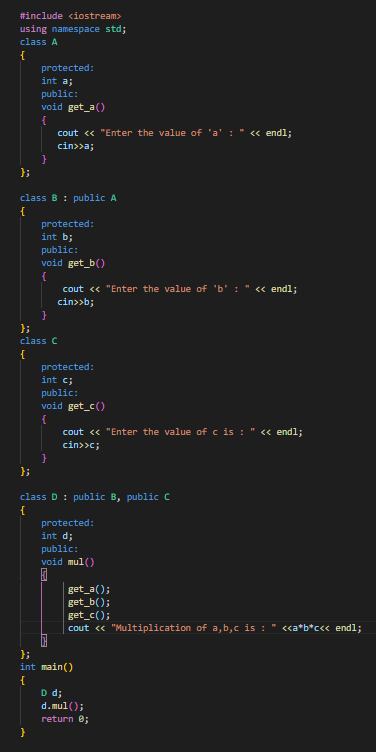 #include <iostream>
using namespace std;
class A
{
    protected:
    int a;
    public:
    void get_a()
    {
       cout << "Enter the value of 'a' : " << endl;
       cin>>a;
    }
};

class B : public A
{
    protected:
    int b;
    public:
    void get_b()
    {
        cout << "Enter the value of 'b' : " << endl;
       cin>>b;
    }
};
class C
{
    protected:
    int c;
    public:
    void get_c()
    {
        cout << "Enter the value of c is : " << endl;
        cin>>c;
    }
};

class D : public B, public C
{
    protected:
    int d;
    public:
    void mul()
    {
         get_a();
         get_b();
         get_c();
         cout << "Multiplication of a,b,c is : " <<a*b*c<< endl;
    }
};
int main()
{
    D d;
    d.mul();
    return 0;
}